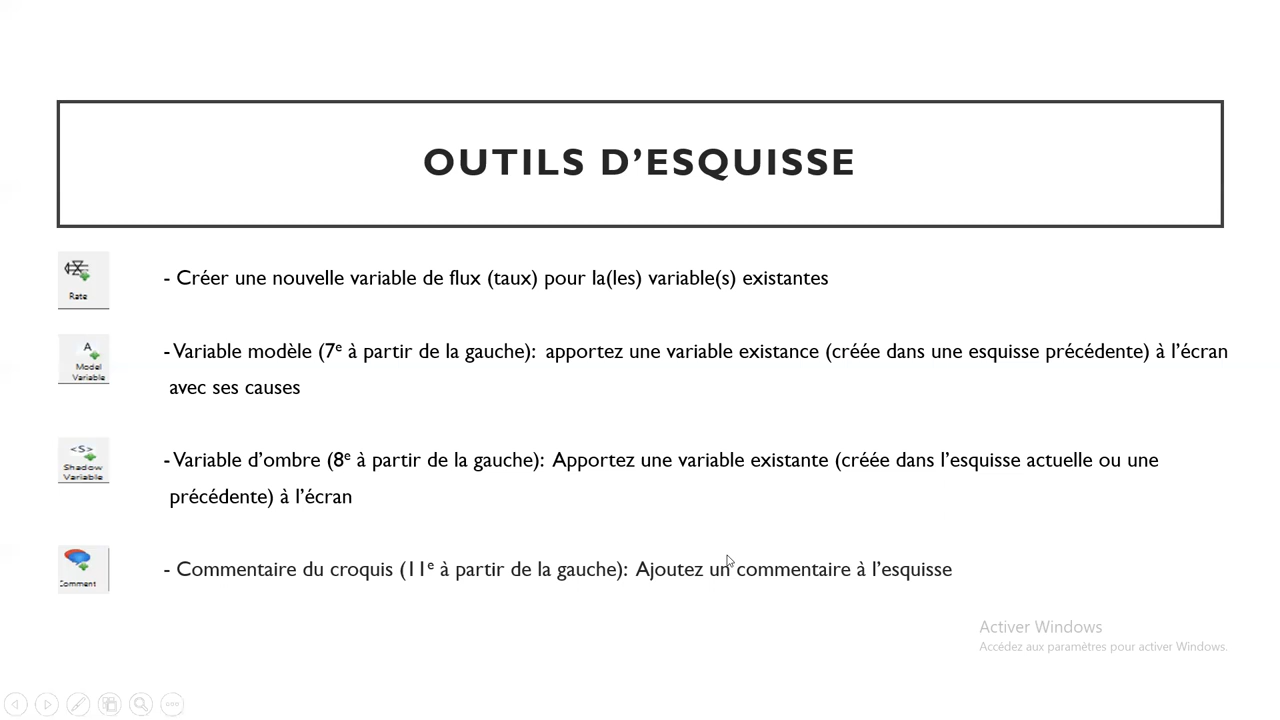 OUTILS D’ESQUISSE
Rate
- Créer une nouvelle variable de flux (taux) pour la(les) variable(s) existantes
A
Model
Variable
- Variable modèle (7e à partir de la gauche): apportez une variable existance (créée dans une esquisse précédente) à l’écran
avec ses causes
<S>
Shadow
Variable
- Variable d’ombre (8e à partir de la gauche): Apportez une variable existante (créée dans l’esquisse actuelle ou une
précédente) à l’écran
Comment
- Commentaire du croquis (11e à partir de la gauche): Ajoutez un commentaire à l’esquisse
Activer Windows
Accédez aux paramètres pour activer Windows.